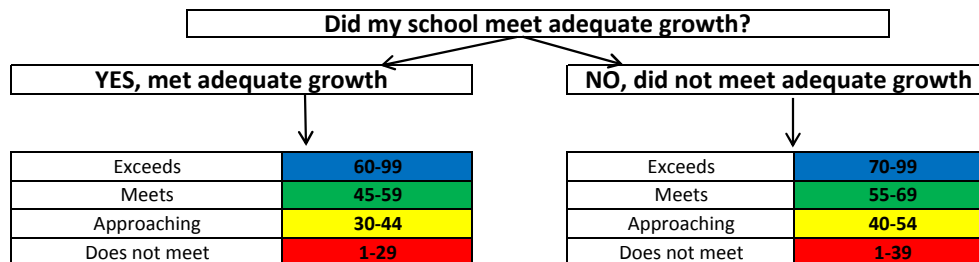 Did my school meet adequate growth?
YES, met adequate growth
NO, did not meet adequate growth
Exceeds 60-99
Meets 45-59
Approaching 30-44
Does not meet 1-29
Exceeds 70-99
Meets 55-69
Approaching 40-54
Does not meet 1-39